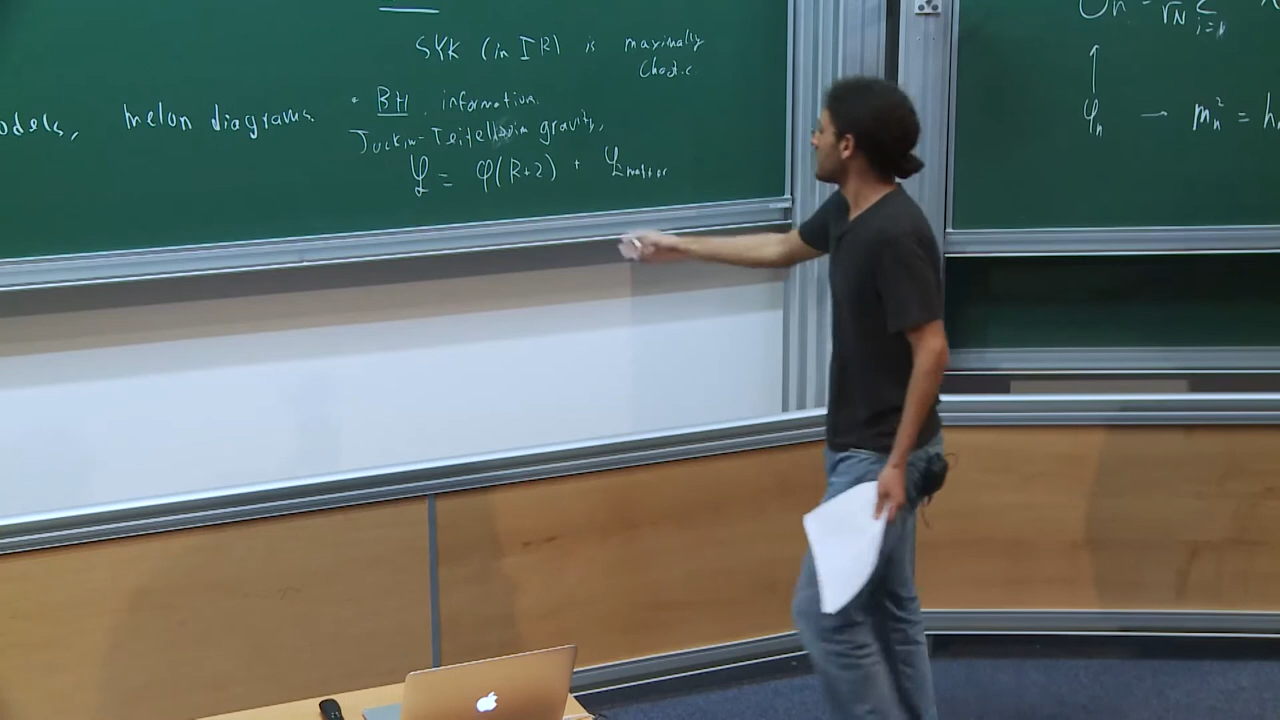 SYK (in IR) is maximally
Chaotic
odels, melon diagrams
• BH information.
Jackiw-Teitelboim gravity,
ℒ = φ(R+2) + ℒmatter
φn → mn² = h